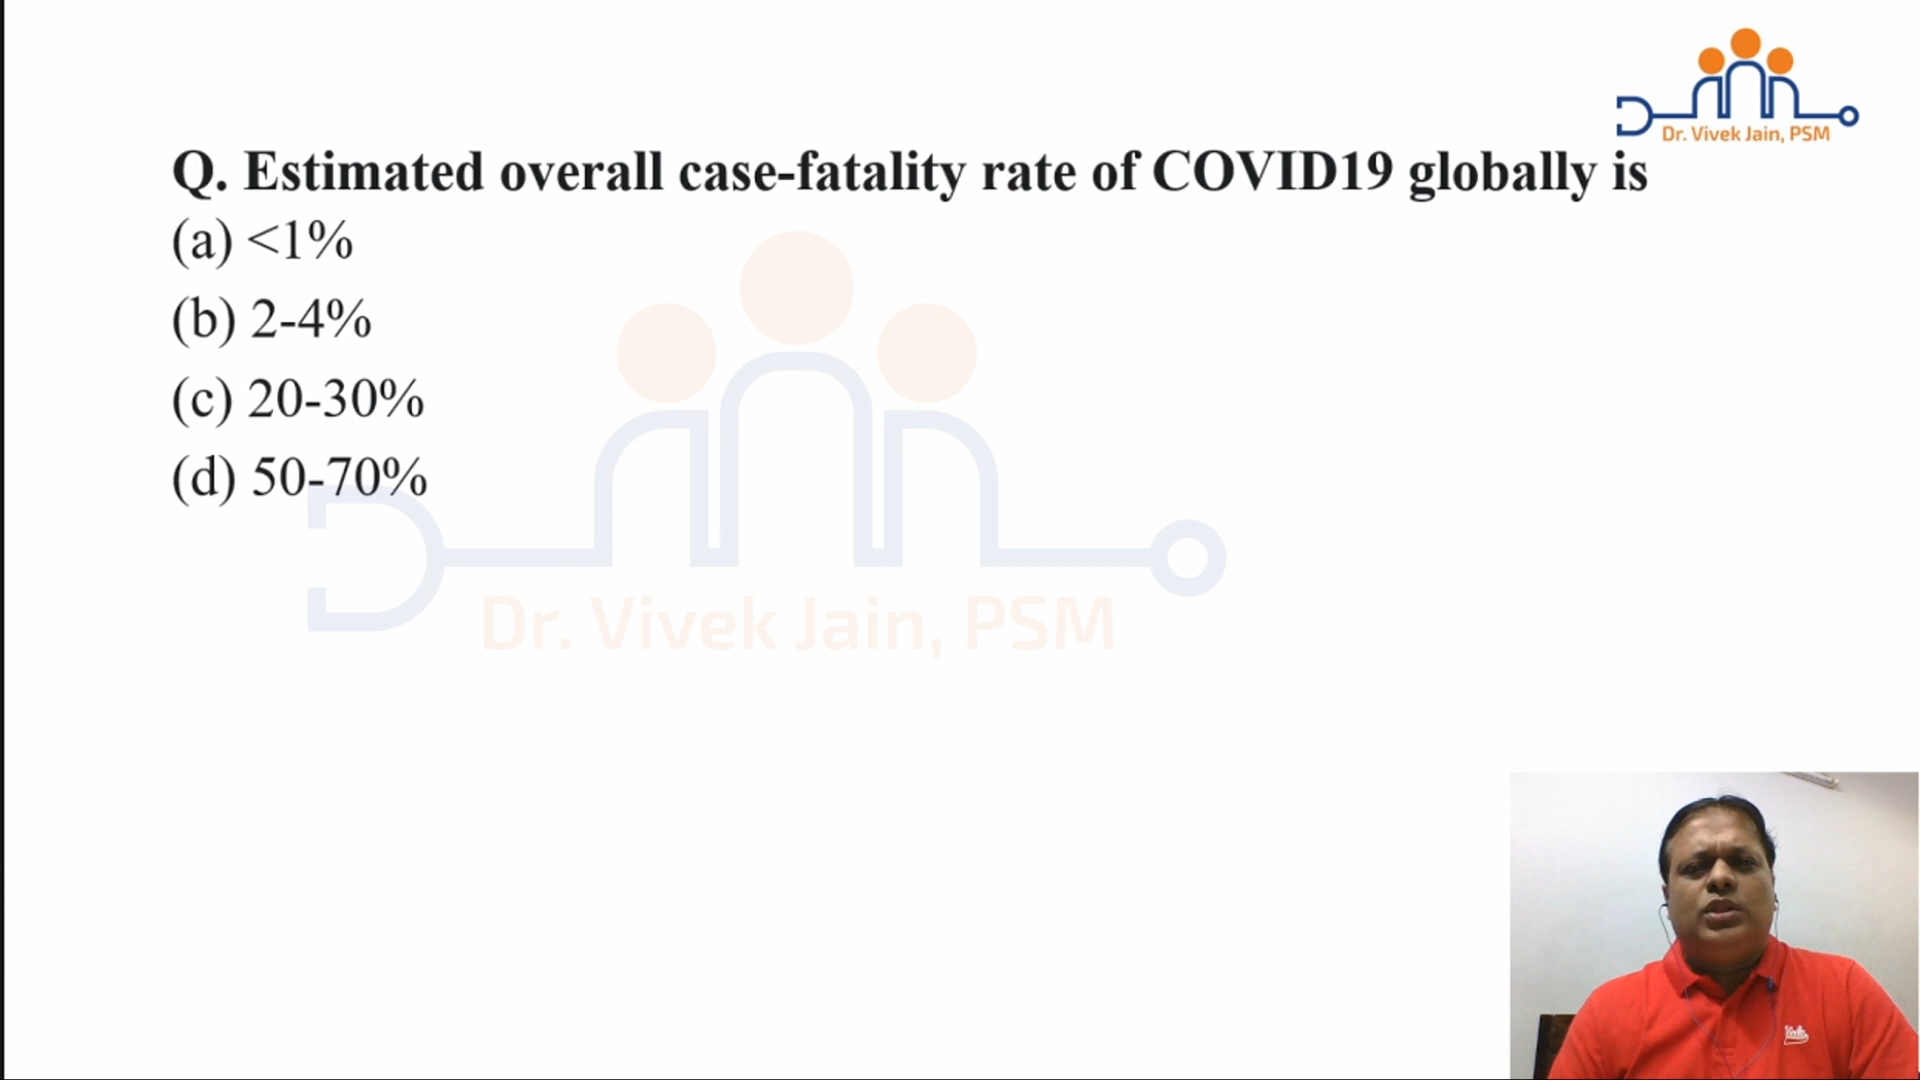 Dr. Vivek Jain, PSM
Q. Estimated overall case-fatality rate of COVID19 globally is
(a) <1%
(b) 2-4%
(c) 20-30%
(d) 50-70%
Dr. Vivek Jain, PSM